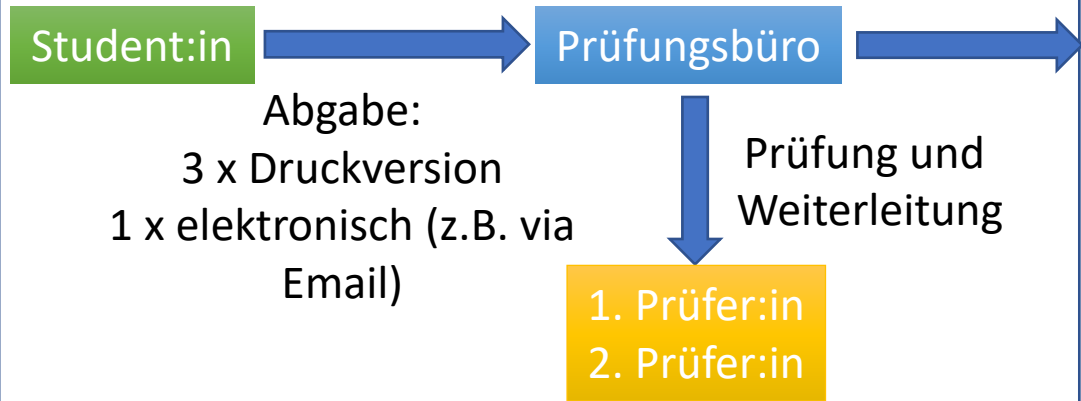 Student:in
Prüfungsbüro
Abgabe:
3 x Druckversion
1 x elektronisch (z.B. via
Email)
Prüfung und
Weiterleitung
1. Prüfer:in
2. Prüfer:in